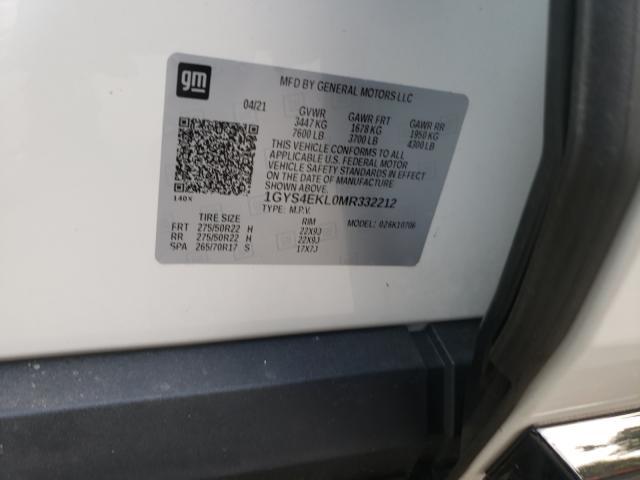 gm
MFD BY GENERAL MOTORS LLC
04/21 GVWR GAWR FRT GAWR RR
3447 KG 1678 KG 1950 KG
7600 LB 3700 LB 4300 LB
THIS VEHICLE CONFORMS TO ALL
APPLICABLE U.S. FEDERAL MOTOR
VEHICLE SAFETY STANDARDS IN EFFECT
ON THE DATE OF MANUFACTURE
SHOWN ABOVE.
140X 1GYS4EKL0MR332212
TYPE: M.P.V. MODEL:
TIRE SIZE RIM
FRT 275/50R22 H 22X9J
RR 275/50R22 H 22X9J
SPA 265/70R17 S 17X7J